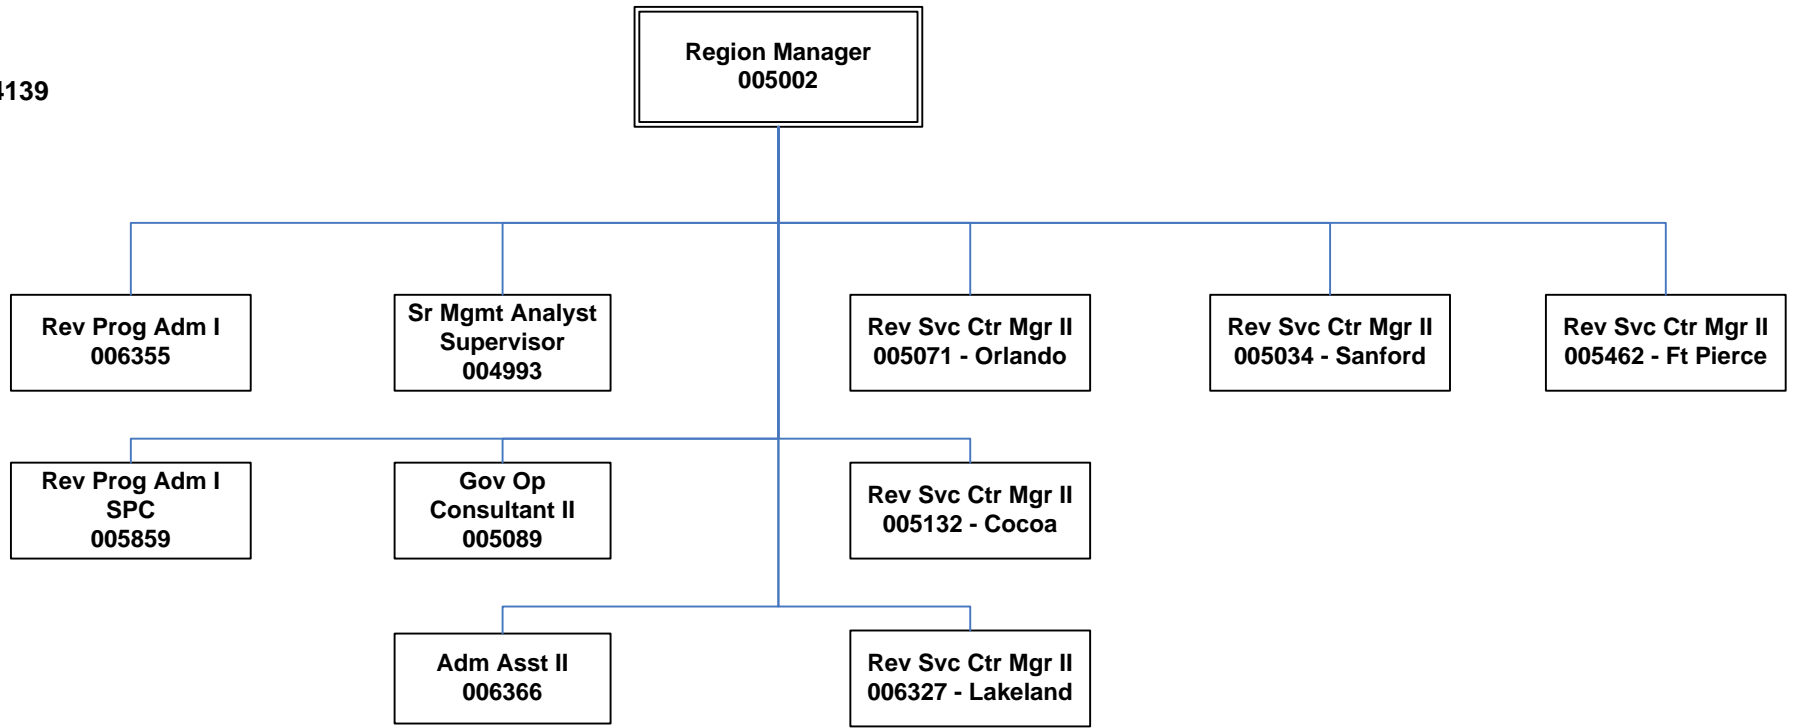 Region Manager
005002
4139
Rev Prog Adm I
006355
Sr Mgmt Analyst
Supervisor
004993
Rev Svc Ctr Mgr II
005071 - Orlando
Rev Svc Ctr Mgr II
005034 - Sanford
Rev Svc Ctr Mgr II
005462 - Ft Pierce
Rev Prog Adm I
SPC
005859
Gov Op
Consultant II
005089
Rev Svc Ctr Mgr II
005132 - Cocoa
Adm Asst II
006366
Rev Svc Ctr Mgr II
006327 - Lakeland